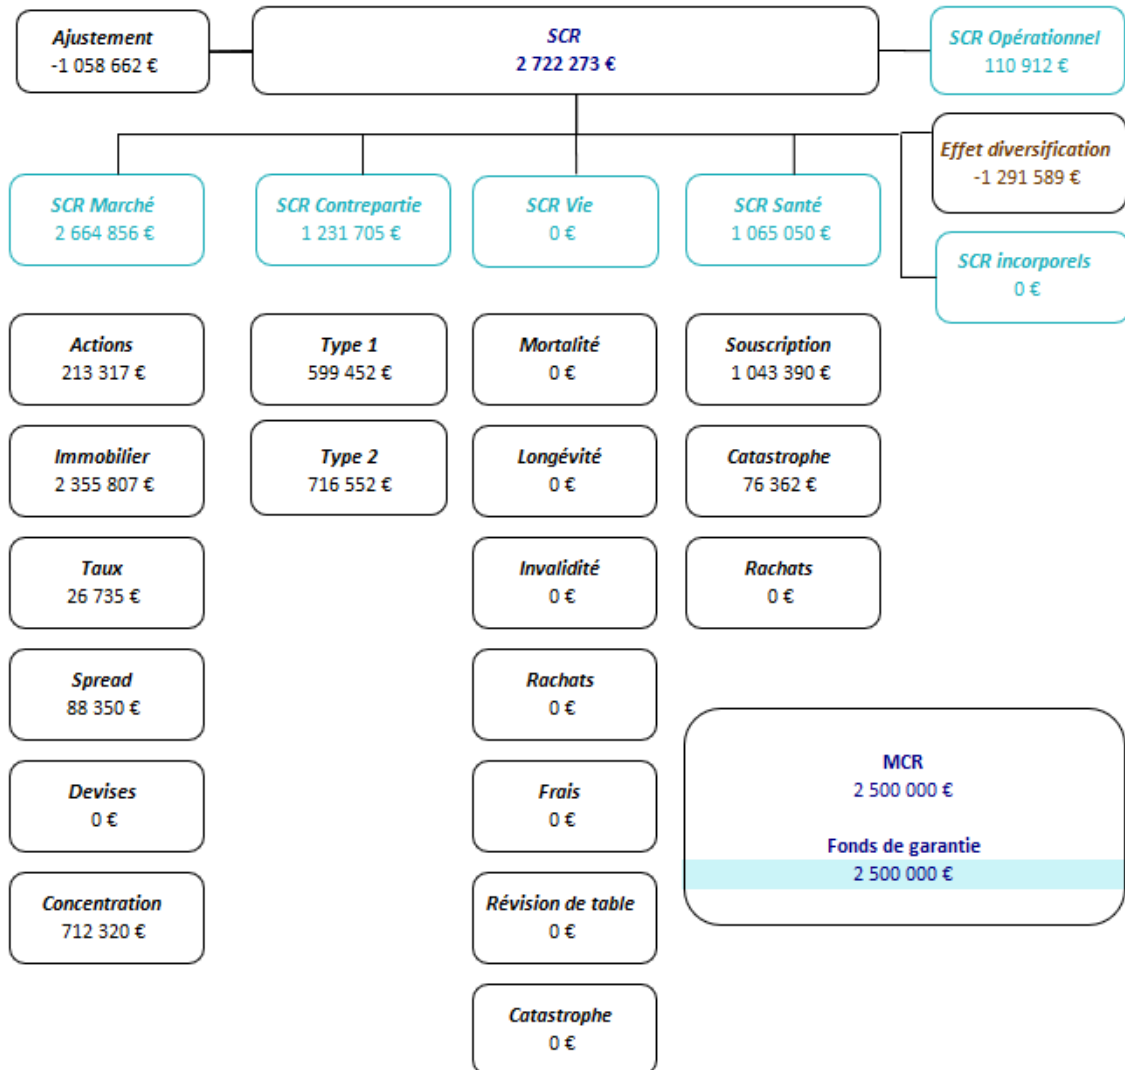 Ajustement
-1 058 662 €
SCR
2 722 273 €
SCR Opérationnel
110 912 €
Effet diversification
-1 291 589 €
SCR Marché
2 664 856 €
SCR Contrepartie
1 231 705 €
SCR Vie
0 €
SCR Santé
1 065 050 €
SCR incorporels
0 €
Actions
213 317 €
Type 1
599 452 €
Mortalité
0 €
Souscription
1 043 390 €
Immobilier
2 355 807 €
Type 2
716 552 €
Longévité
0 €
Catastrophe
76 362 €
Taux
26 735 €
Invalidité
0 €
Rachats
0 €
Spread
88 350 €
Rachats
0 €
MCR
2 500 000 €
Fonds de garantie
2 500 000 €
Devises
0 €
Frais
0 €
Concentration
712 320 €
Révision de table
0 €
Catastrophe
0 €